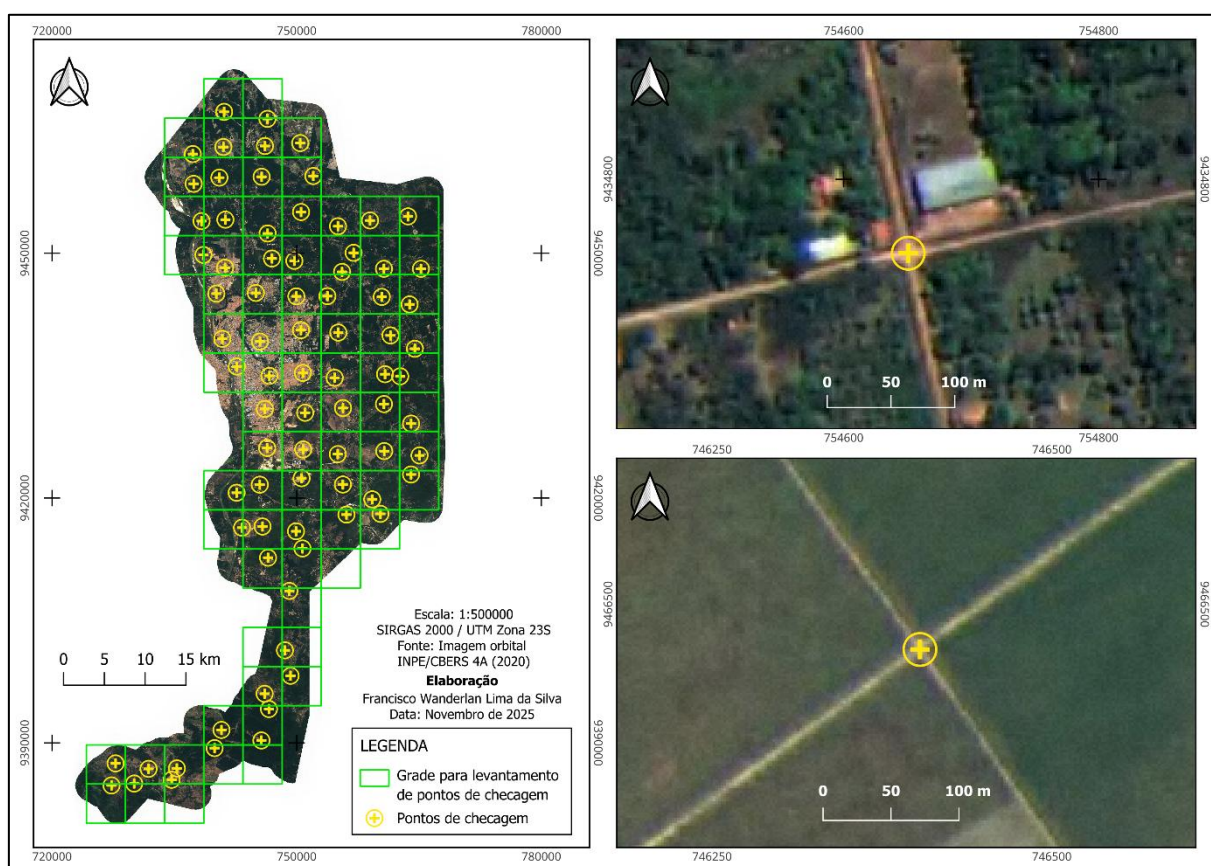 720000
750000
780000
9450000
9420000
9390000
9450000
9420000
9390000
0 5 10 15 km
Escala: 1:500000
SIRGAS 2000 / UTM Zona 23S
Fonte: Imagem orbital
INPE/CBERS 4A (2020)
Elaboração
Francisco Wanderlan Lima da Silva
Data: Novembro de 2025
LEGENDA
Grade para levantamento
de pontos de checagem
Pontos de checagem
720000
750000
780000
754600
754800
9434800
9434800
0 50 100 m
754600
754800
746250
746500
9466500
9466500
0 50 100 m
746250
746500